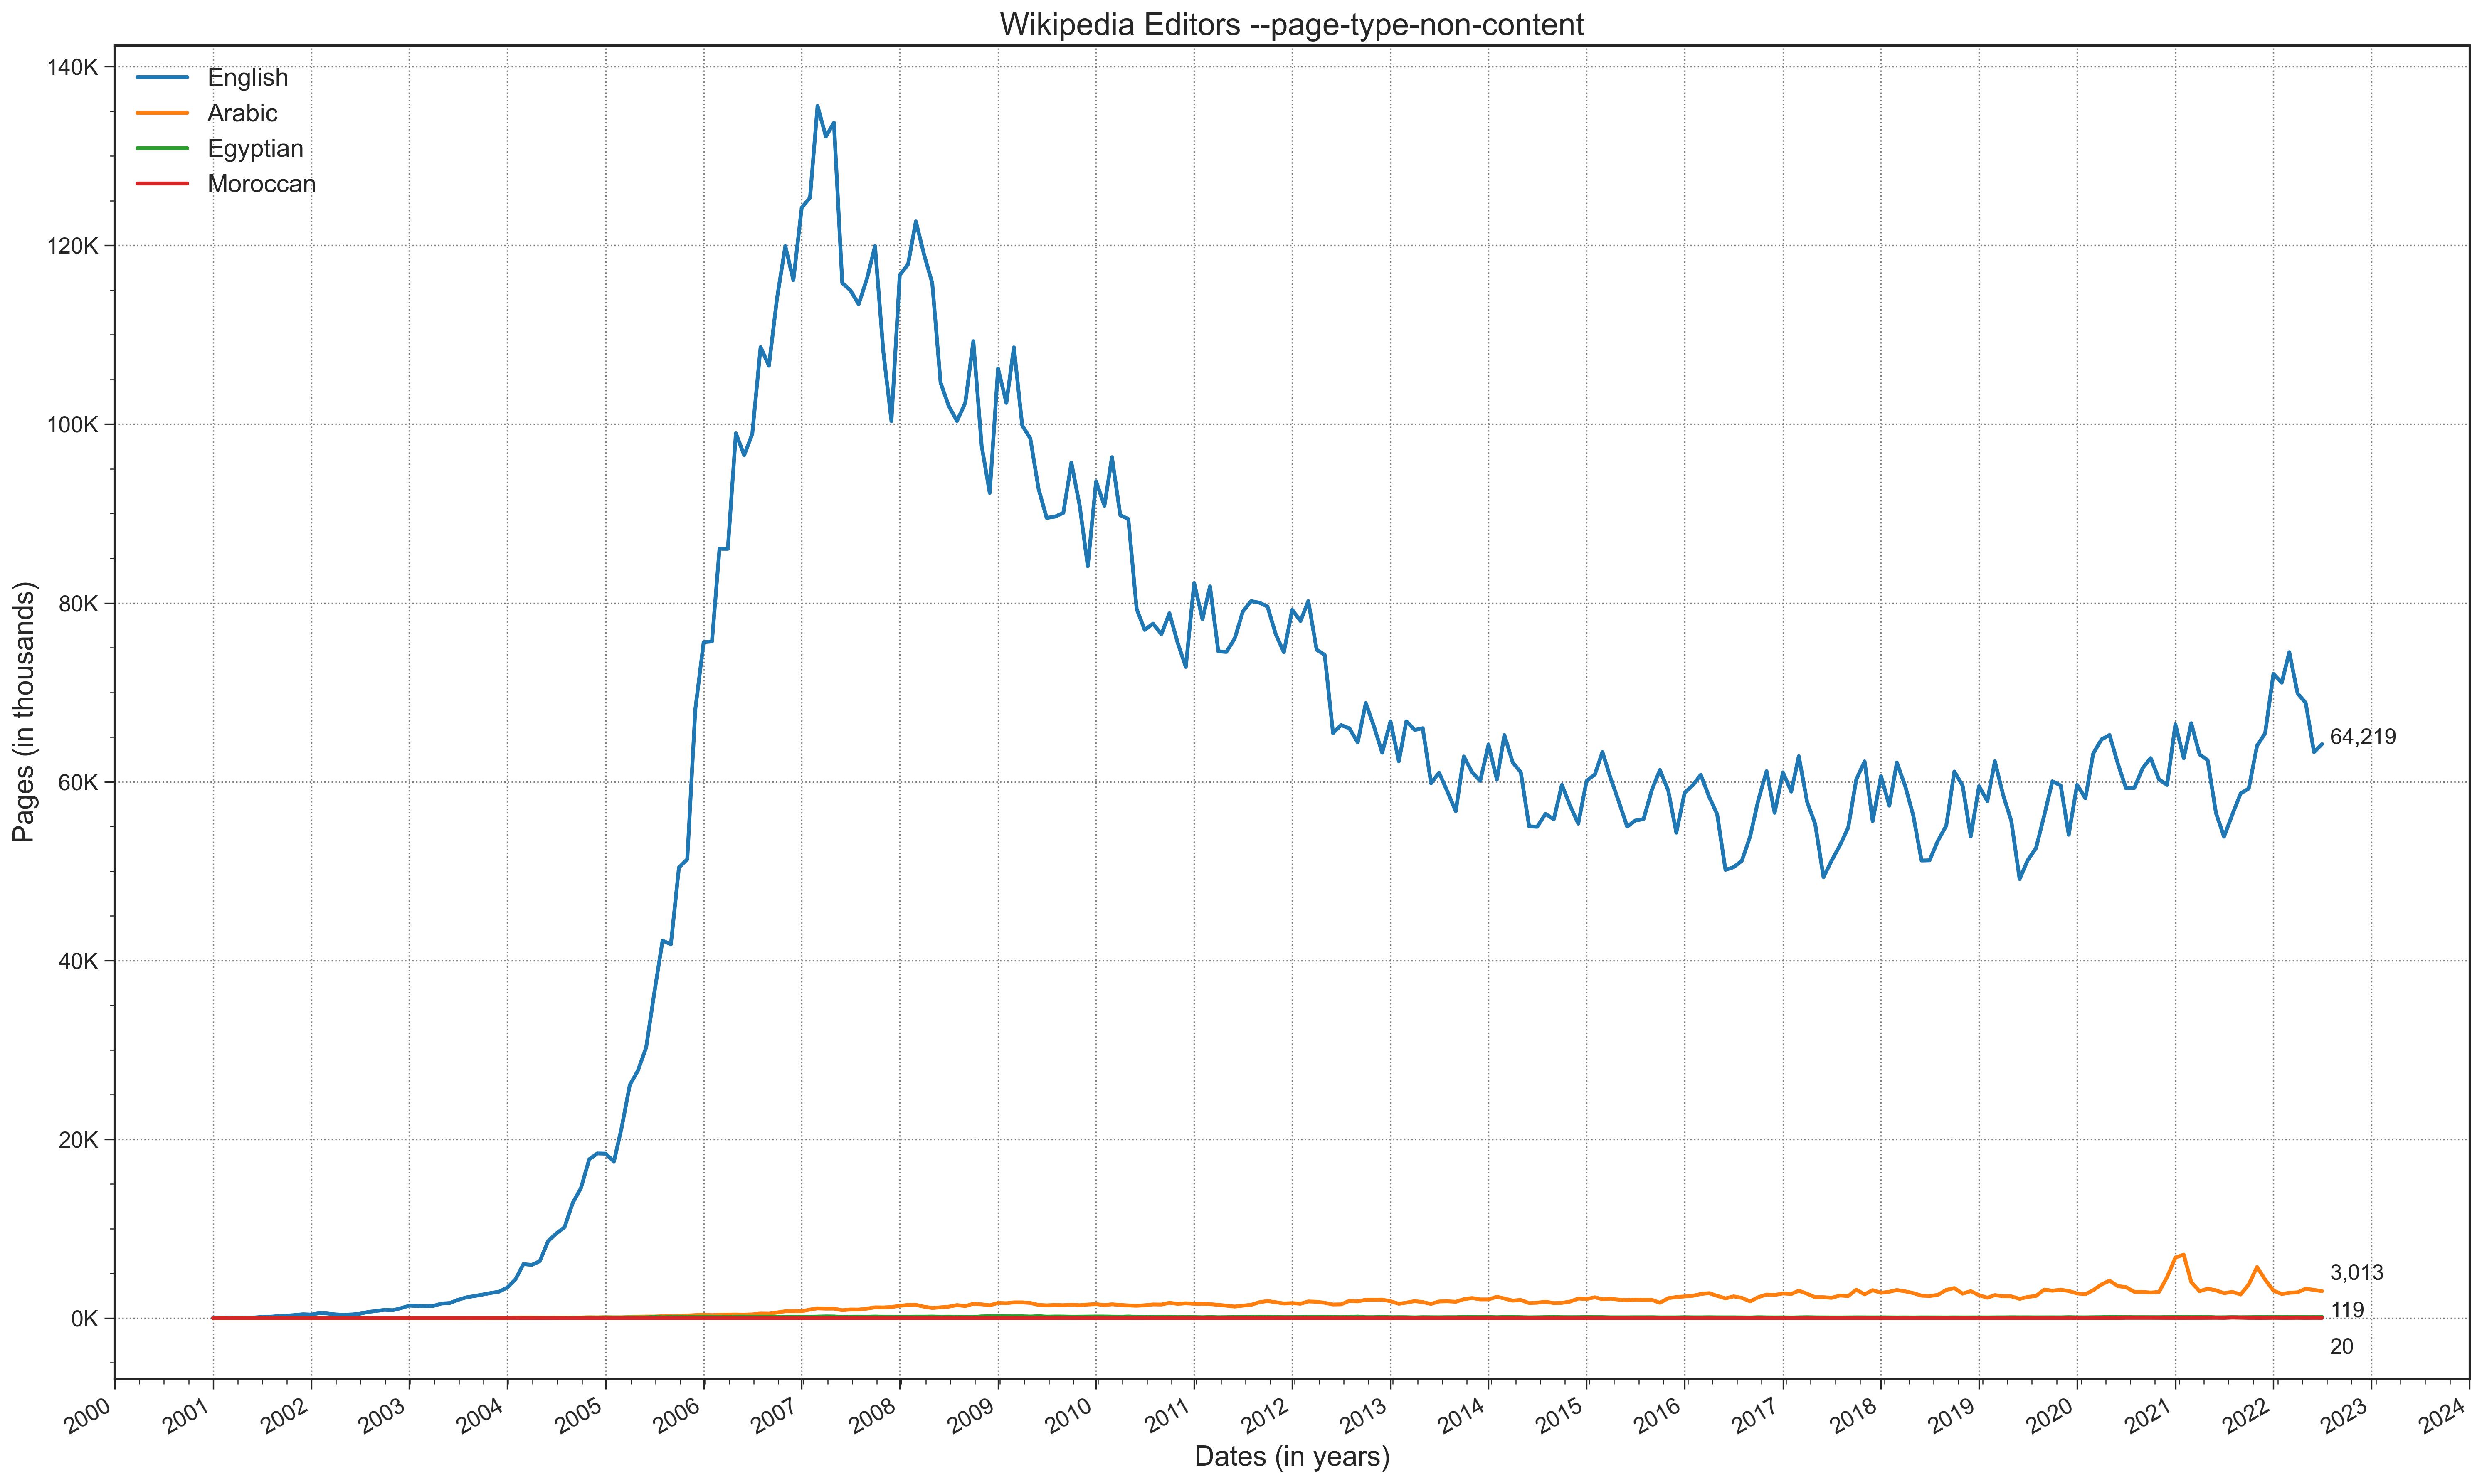 Wikipedia Editors --page-type-non-content
English
Arabic
Egyptian
Moroccan
Pages (in thousands)
140K
120K
100K
80K
60K
40K
20K
0K
64,219
3,013
119
20
2000
2001
2002
2003
2004
2005
2006
2007
2008
2009
2010
2011
2012
2013
2014
2015
2016
2017
2018
2019
2020
2021
2022
2023
2024
Dates (in years)